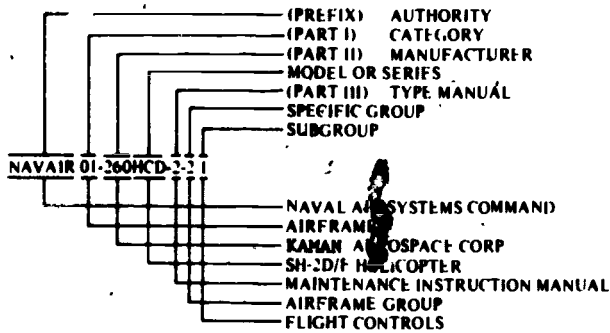 (PREFIX) AUTHORITY
(PART I) CATEGORY
(PART II) MANUFACTURER
MODEL OR SERIES
(PART III) TYPE MANUAL
SPECIFIC GROUP
SUBGROUP
NAVAIR 01-260HCD-2-2.1
NAVAL SYSTEMS COMMAND
KAMAN CORP
SH-2D/F HELICOPTER
MAINTENANCE INSTRUCTION MANUAL
AIRFRAME GROUP
FLIGHT CONTROLS